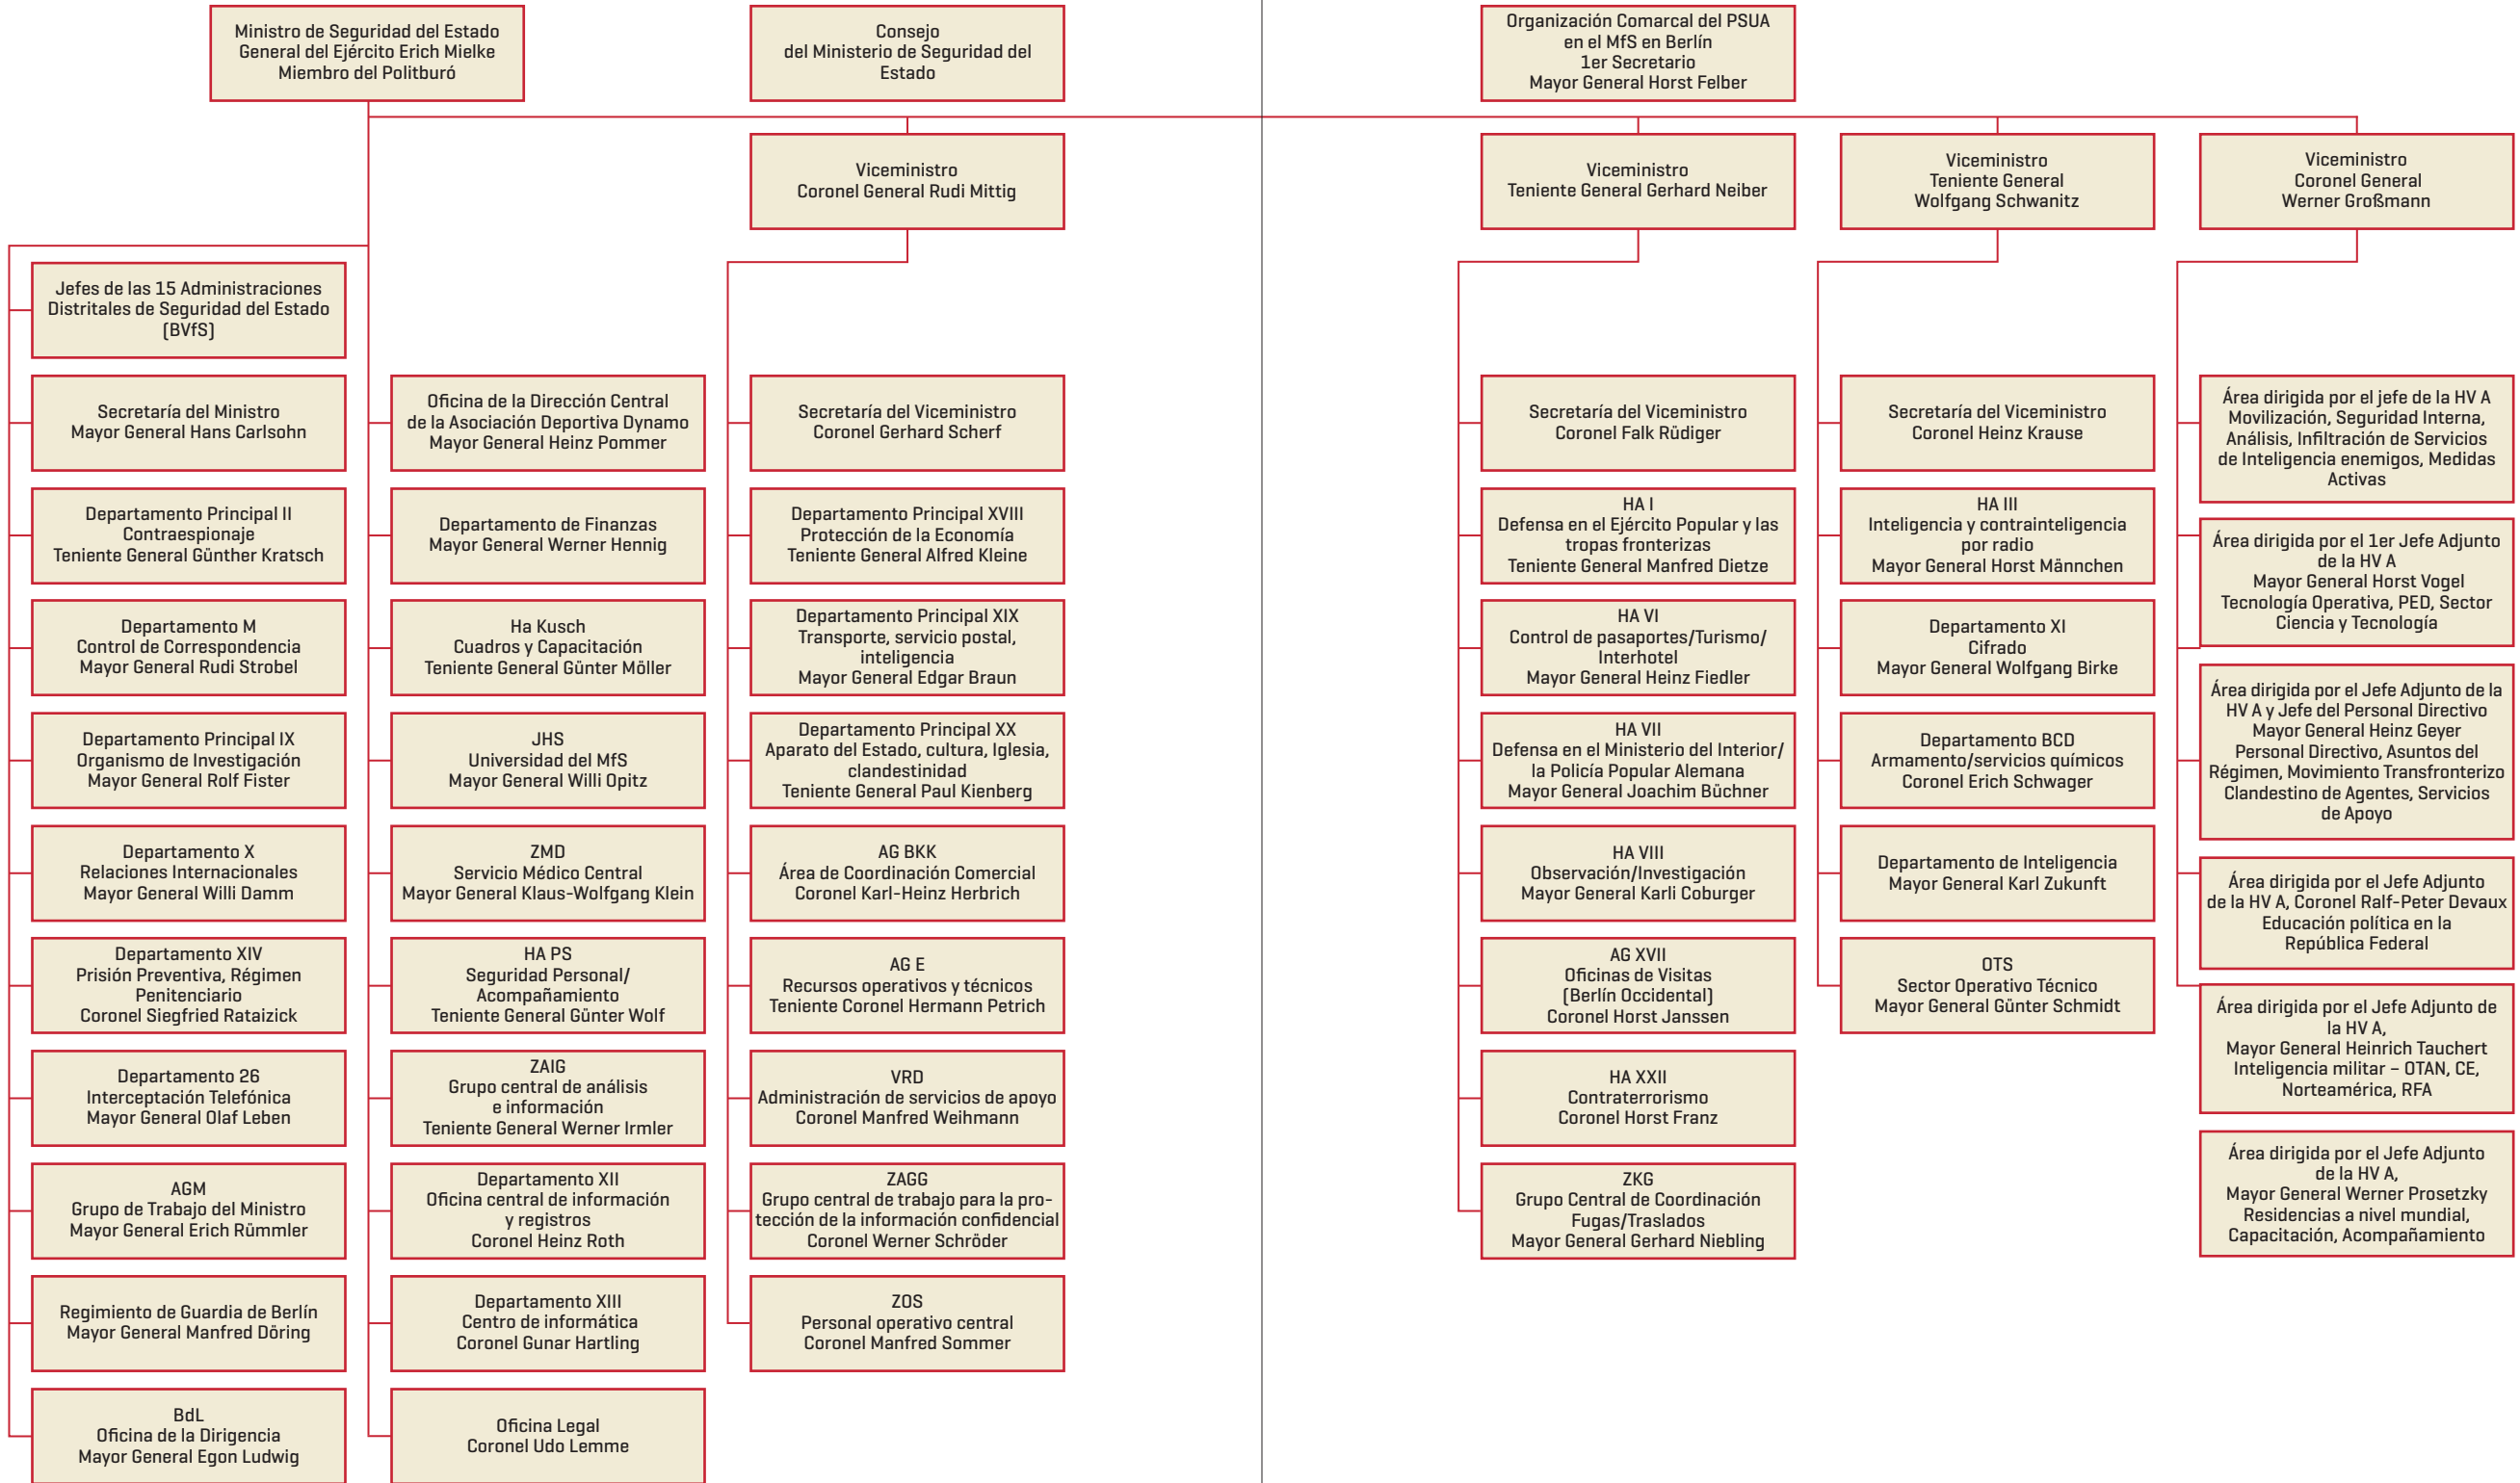 Ministro de Seguridad del Estado
General del Ejército Erich Mielke
Miembro del Politburó
Consejo
del Ministerio de Seguridad del
Estado
Organización Comarcal del PSUA
en el MfS en Berlín
1er Secretario
Mayor General Horst Felber
Viceministro
Coronel General Rudi Mittig
Viceministro
Teniente General Gerhard Neiber
Viceministro
Teniente General
Wolfgang Schwanitz
Viceministro
Coronel General
Werner Großmann
Jefes de las 15 Administraciones
Distritales de Seguridad del Estado
(BVfS)
Secretaría del Ministro
Mayor General Hans Carlsohn
Departamento Principal II
Contraespionaje
Teniente General Günther Kratsch
Departamento M
Control de Correspondencia
Mayor General Rudi Strobel
Departamento Principal IX
Organismo de Investigación
Mayor General Rolf Fister
Departamento X
Relaciones Internacionales
Mayor General Willi Damm
Departamento XIV
Prisión Preventiva, Régimen
Penitenciario
Coronel Siegfried Rataizick
Departamento 26
Interceptación Telefónica
Mayor General Olaf Leben
AGM
Grupo de Trabajo del Ministro
Mayor General Erich Rümmler
Regimiento de Guardia de Berlín
Mayor General Manfred Döring
BdL
Oficina de la Dirigencia
Mayor General Egon Ludwig
Oficina de la Dirección Central
de la Asociación Deportiva Dynamo
Mayor General Heinz Pommer
Departamento de Finanzas
Mayor General Werner Hennig
Ha Kusch
Cuadros y Capacitación
Teniente General Günter Möller
JHS
Universidad del MfS
Mayor General Willi Opitz
ZMD
Servicio Médico Central
Mayor General Klaus-Wolfgang Klein
HA PS
Seguridad Personal/
Acompañamiento
Teniente General Günter Wolf
ZAIG
Grupo central de análisis
e información
Teniente General Werner Irmler
Departamento XII
Oficina central de información
y registros
Coronel Heinz Roth
Departamento XIII
Centro de informática
Coronel Gunar Hartling
Oficina Legal
Coronel Udo Lemme
Secretaría del Viceministro
Coronel Gerhard Scherf
Departamento Principal XVIII
Protección de la Economía
Teniente General Alfred Kleine
Departamento Principal XIX
Transporte, servicio postal,
inteligencia
Mayor General Edgar Braun
Departamento Principal XX
Aparato del Estado, cultura, Iglesia,
clandestinidad
Teniente General Paul Kienberg
AG BKK
Área de Coordinación Comercial
Coronel Karl-Heinz Herbrich
AG E
Recursos operativos y técnicos
Teniente Coronel Hermann Petrich
VRD
Administración de servicios de apoyo
Coronel Manfred Weihmann
ZAGG
Grupo central de trabajo para la pro-
tección de la información confidencial
Coronel Werner Schröder
ZOS
Personal operativo central
Coronel Manfred Sommer
Secretaría del Viceministro
Coronel Falk Rüdiger
HA I
Defensa en el Ejército Popular y las
tropas fronterizas
Teniente General Manfred Dietze
HA VI
Control de pasaportes/Turismo/
Interhotel
Mayor General Heinz Fiedler
HA VII
Defensa en el Ministerio del Interior/
la Policía Popular Alemana
Mayor General Joachim Büchner
HA VIII
Observación/Investigación
Mayor General Karli Coburger
AG XVII
Oficinas de Visitas
(Berlín Occidental)
Coronel Horst Janssen
HA XXII
Contraterrorismo
Coronel Horst Franz
ZKG
Grupo Central de Coordinación
Fugas/Traslados
Mayor General Gerhard Niebling
Secretaría del Viceministro
Coronel Heinz Krause
HA III
Inteligencia y contrainteligencia
por radio
Mayor General Horst Männchen
Departamento XI
Cifrado
Mayor General Wolfgang Birke
Departamento BCD
Armamento/servicios químicos
Coronel Erich Schwager
Departamento de Inteligencia
Mayor General Karl Zukunft
OTS
Sector Operativo Técnico
Mayor General Günter Schmidt
Área dirigida por el jefe de la HV A
Movilización, Seguridad Interna,
Análisis, Infiltración de Servicios
de Inteligencia enemigos, Medidas
Activas
Área dirigida por el 1er Jefe Adjunto
de la HV A
Mayor General Horst Vogel
Tecnología Operativa, PED, Sector
Ciencia y Tecnología
Área dirigida por el Jefe Adjunto de la
HV A y Jefe del Personal Directivo
Mayor General Heinz Geyer
Personal Directivo, Asuntos del
Régimen, Movimiento Transfronterizo
Clandestino de Agentes, Servicios
de Apoyo
Área dirigida por el Jefe Adjunto
de la HV A, Coronel Ralf-Peter Devaux
Educación política en la
República Federal
Área dirigida por el Jefe Adjunto de
la HV A,
Mayor General Heinrich Tauchert
Inteligencia militar – OTAN, CE,
Norteamérica, RFA
Área dirigida por el Jefe Adjunto
de la HV A,
Mayor General Werner Prosetzky
Residencias a nivel mundial,
Capacitación, Acompañamiento